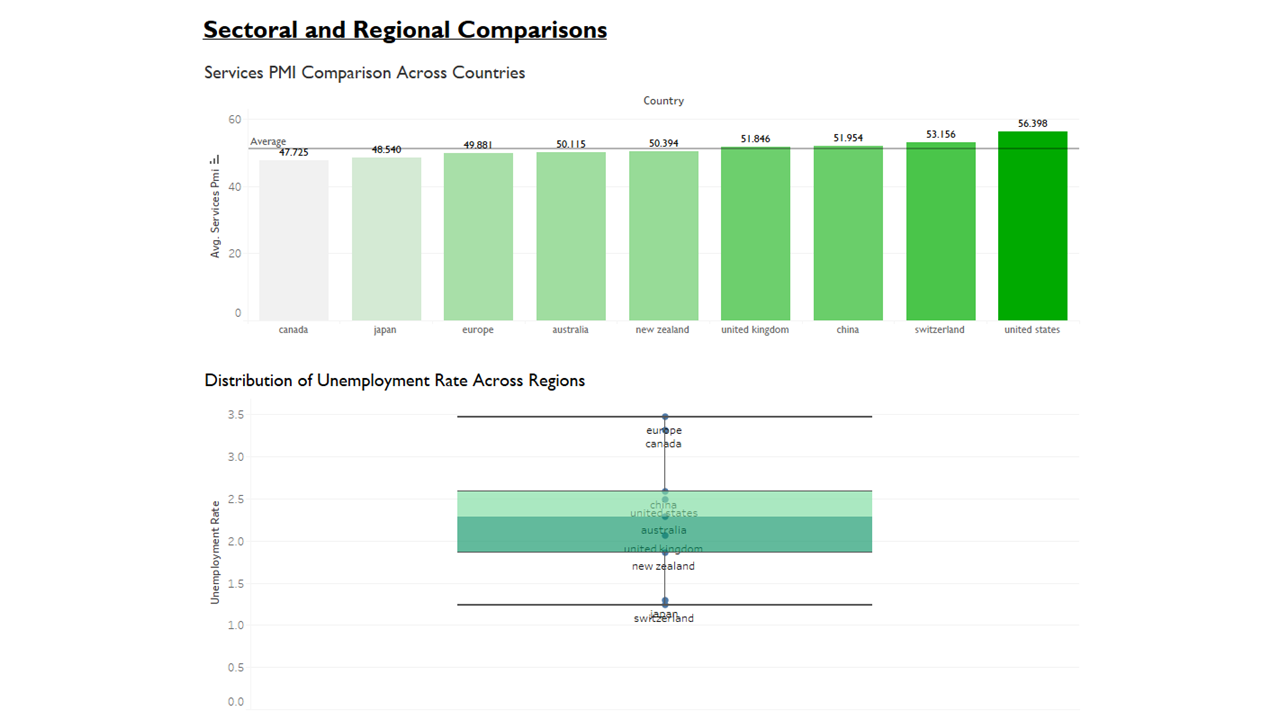 Sectoral and Regional Comparisons
Services PMI Comparison Across Countries
Country
Avg. Services Pmi
60
40
20
0
Average
47.725
48.540
49.881
50.115
50.394
51.846
51.954
53.156
56.398
canada
japan
europe
australia
new zealand
united kingdom
china
switzerland
united states
Distribution of Unemployment Rate Across Regions
Unemployment Rate
3.5
3.0
2.5
2.0
1.5
1.0
0.5
0.0
europe
canada
china
united states
australia
united kingdom
new zealand
japan
switzerland